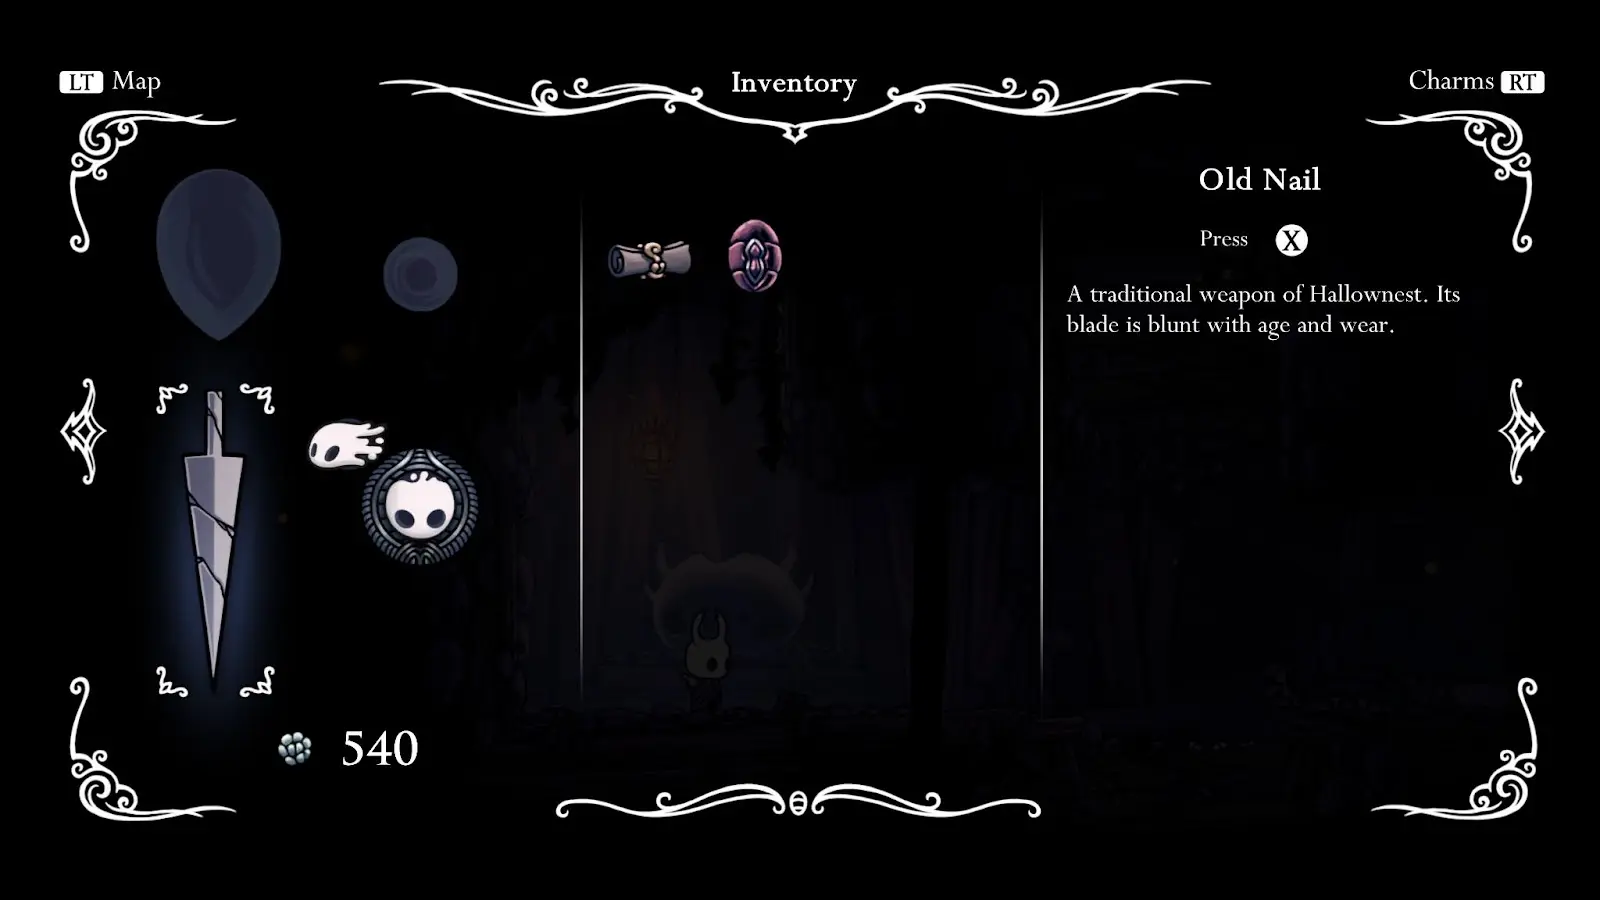 LT Map
Inventory
Charms RT
Old Nail
Press X
A traditional weapon of Hallownest. Its
blade is blunt with age and wear.
540